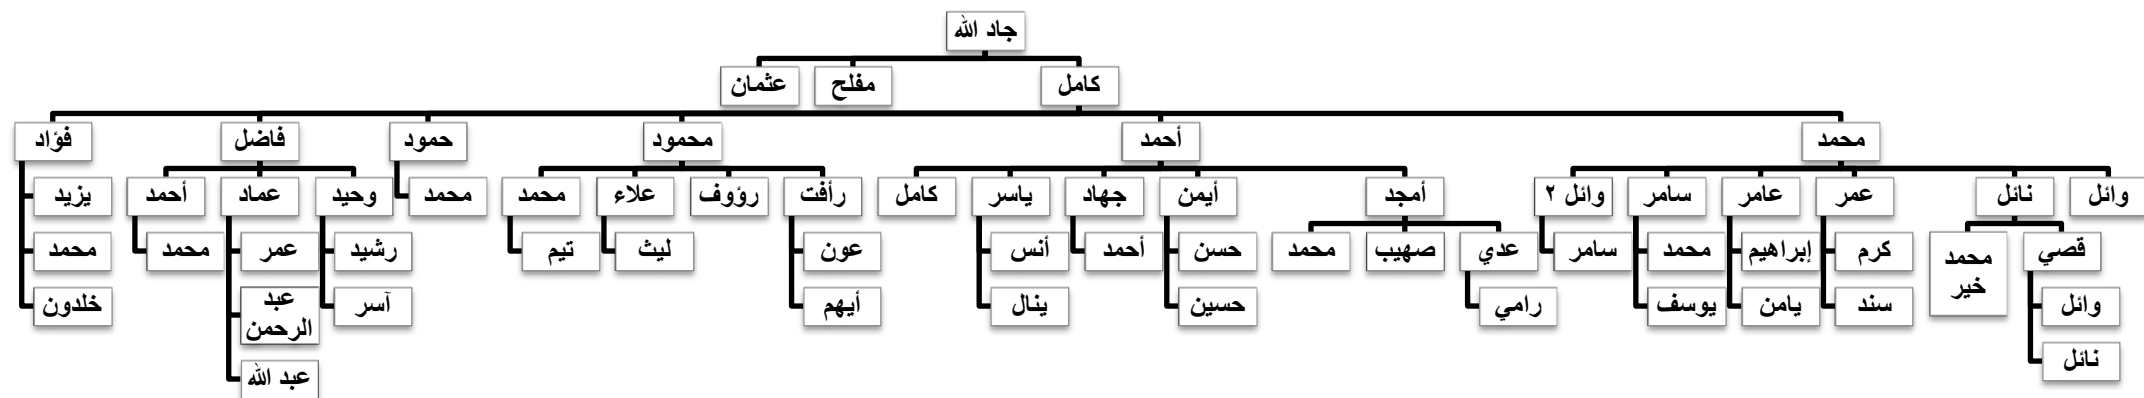 جاد الله
كامل
مفلح
عثمان
محمد
أحمد
محمود
حمود
فاضل
فؤاد
وائل
نائل
عمر
عامر
سامر
وائل ٢
أمجد
أيمن
جهاد
ياسر
كامل
رأفت
رؤوف
علاء
محمد
محمد
وحيد
عماد
أحمد
يزيد
قصي
محمد
خير
كرم
إبراهيم
محمد
سامر
عدي
صهيب
محمد
حسن
أحمد
أنس
عون
ليث
تيم
رشيد
عمر
محمد
محمد
وائل
سند
يامن
يوسف
رامي
حسين
ينال
أيهم
آسر
عبد
الرحمن
خلدون
نائل
عبد الله